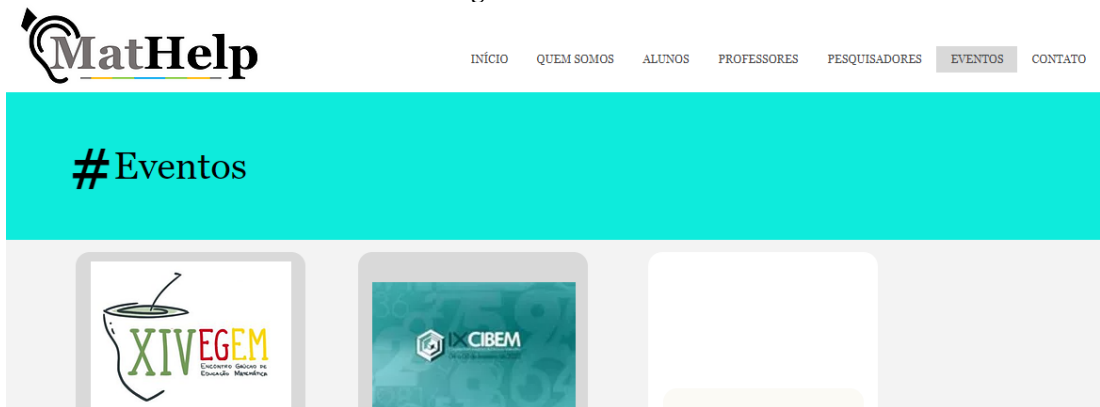 MatHelp
INÍCIO QUEM SOMOS ALUNOS PROFESSORES PESQUISADORES EVENTOS CONTATO
#Eventos
XIV EGEM
ENCONTRO GAÚCHO DE
EDUCAÇÃO MATEMÁTICA
IX CIBEM